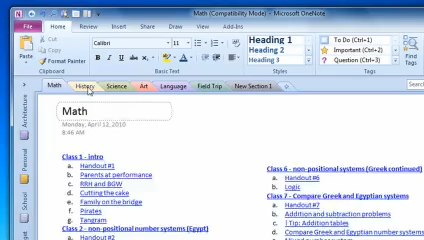 Math (Compatibility Mode) - Microsoft OneNote
File Home Review Insert Share Draw View Add-Ins
Cut
Copy
Paste
Format Painter
Calibri 11
B I U abc x₂
Heading 1
Heading 2
Heading 3
To Do (Ctrl+1)
Important (Ctrl+2)
Question (Ctrl+3)
Find Tags
Clipboard Basic Text Styles Tags
Math History Science Art Language Field Trip New Section 1
Search
Architecture
Personal
School
Math
Monday, April 12, 2010
8:46 AM
Class 1 - intro
a. Handout #1
b. Parents at performance
c. RRH and BGW
d. Cutting the cake
e. Family on the bridge
f. Pirates
g. Tangram
Class 2 - non-positional number systems (Egypt)
a. Handout #2
Class 6 - non-positional systems (Greek continued)
a. Handout #6
b. Logic
Class 7 - Compare Greek and Egyptian systems
a. Handout #7
b. Addition and subtraction problems
c. ! Tip: Addition tables
d. Compare Greek and Egyptian number systems